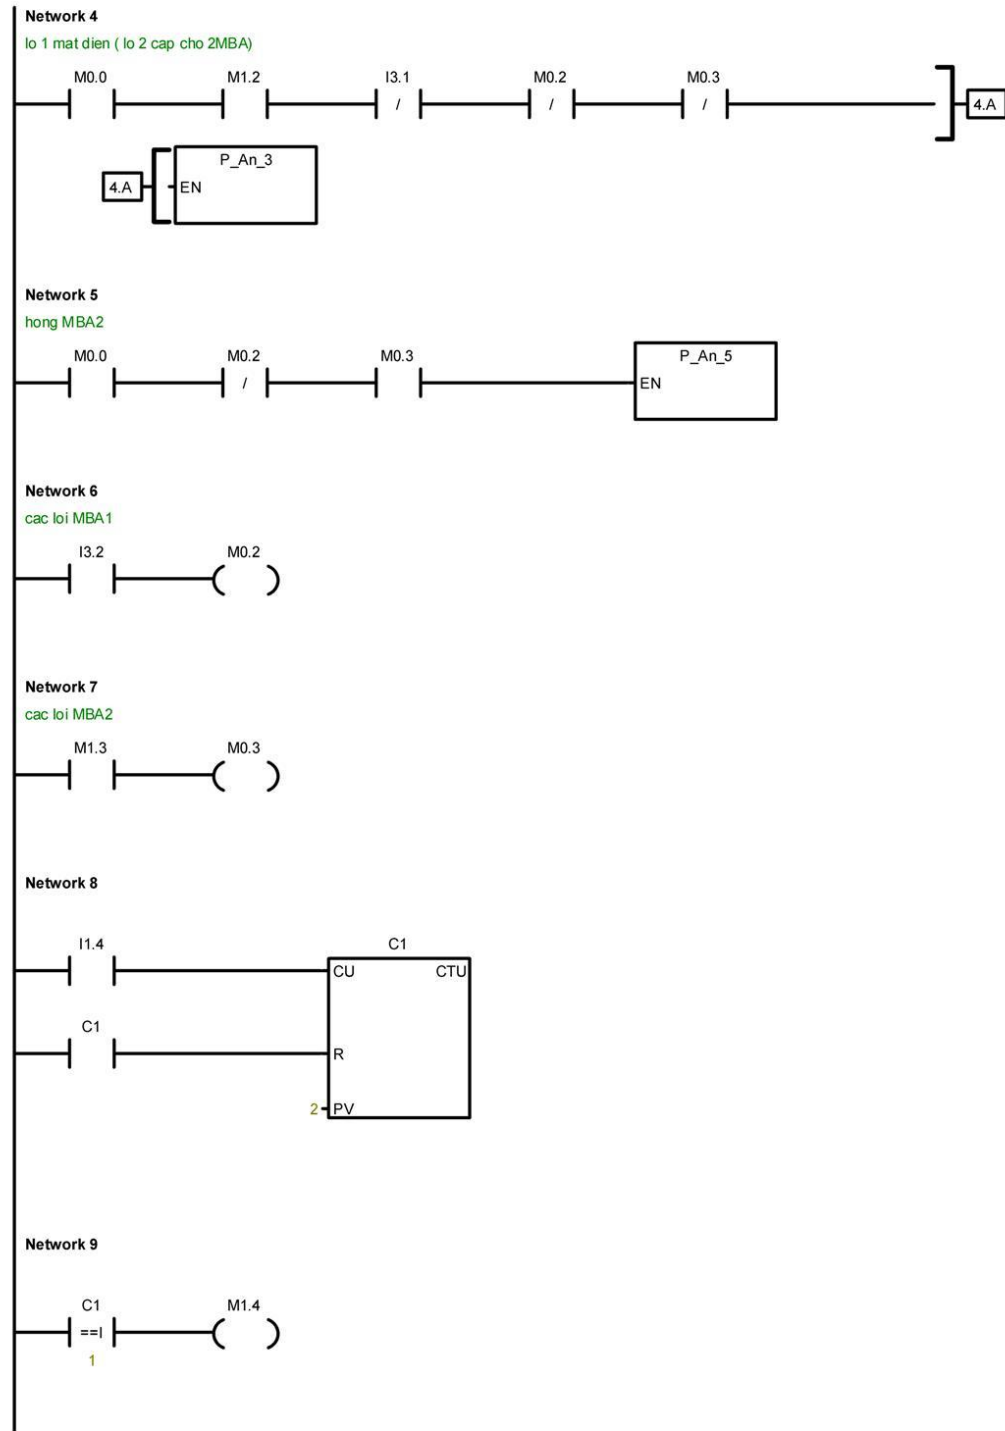 Network 4
lo 1 mat dien ( lo 2 cap cho 2MBA)
M0.0 M1.2 I3.1 M0.2 M0.3
/ / /
4.A
P_An_3
4.A EN
Network 5
hong MBA2
M0.0 M0.2 M0.3 P_An_5
/ EN
Network 6
cac loi MBA1
I3.2 M0.2
Network 7
cac loi MBA2
M1.3 M0.3
Network 8
I1.4 C1
CU CTU
C1
R
2 PV
Network 9
C1 M1.4
==I
1